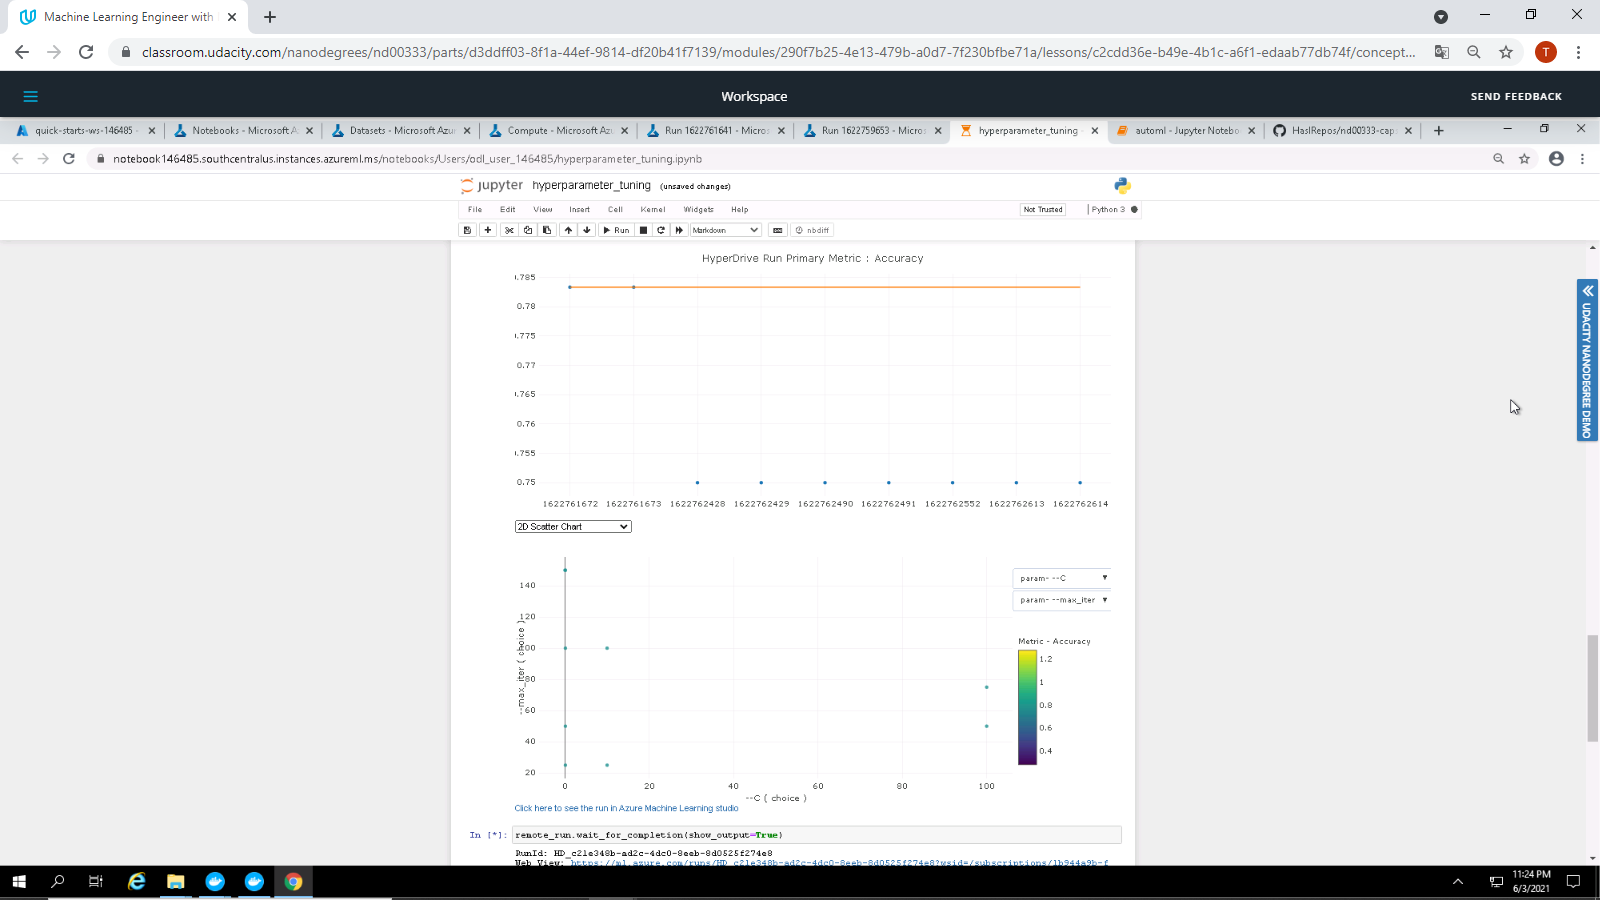 Machine Learning Engineer with
classroom.udacity.com/nanodegrees/nd00333/parts/d3ddff03-8f1a-44ef-9814-df20b41f7139/modules/290f7b25-4e13-479b-a0d7-7f230bfbe71a/lessons/c2cdd36e-b49e-4b1c-a6f1-edaab77db74f/concept...
T
Workspace
SEND FEEDBACK
quick-starts-ws-146485 -
Notebooks - Microsoft A
Datasets - Microsoft Azu
Compute - Microsoft Azu
Run 1622761641 - Micros
Run 1622759653 - Micros
hyperparameter_tuning -
automl - Jupyter Notebo
HaslRepos/nd00333-cap
notebook146485.southcentralus.instances.azureml.ms/notebooks/Users/odl_user_146485/hyperparameter_tuning.ipynb
jupyter hyperparameter_tuning (unsaved changes)
File Edit View Insert Cell Kernel Widgets Help
Not Trusted
Python 3
Run
Markdown
nbdiff
HyperDrive Run Primary Metric : Accuracy
.785
0.78
.775
0.77
.765
0.76
.755
0.75
1622761672 1622761673 1622762428 1622762429 1622762490 1622762491 1622762552 1622762613 1622762614
2D Scatter Chart
--max_iter ( choice )
140
120
100
80
60
40
20
0 20 40 60 80 100
--C ( choice )
param- --C
param- --max_iter
Metric - Accuracy
1.2
1
0.8
0.6
0.4
Click here to see the run in Azure Machine Learning studio
In [*]: remote_run.wait_for_completion(show_output=True)
RunId: HD_c21e348b-ad2c-4dc0-8eeb-8d0525f274e8
Web View: https://ml.azure.com/runs/HD_c21e348b-ad2c-4dc0-8eeb-8d0525f274e8?wsid=/subscriptions/1b944a9b-f
UDACITY NANODEGREE DEMO
11:24 PM
6/3/2021